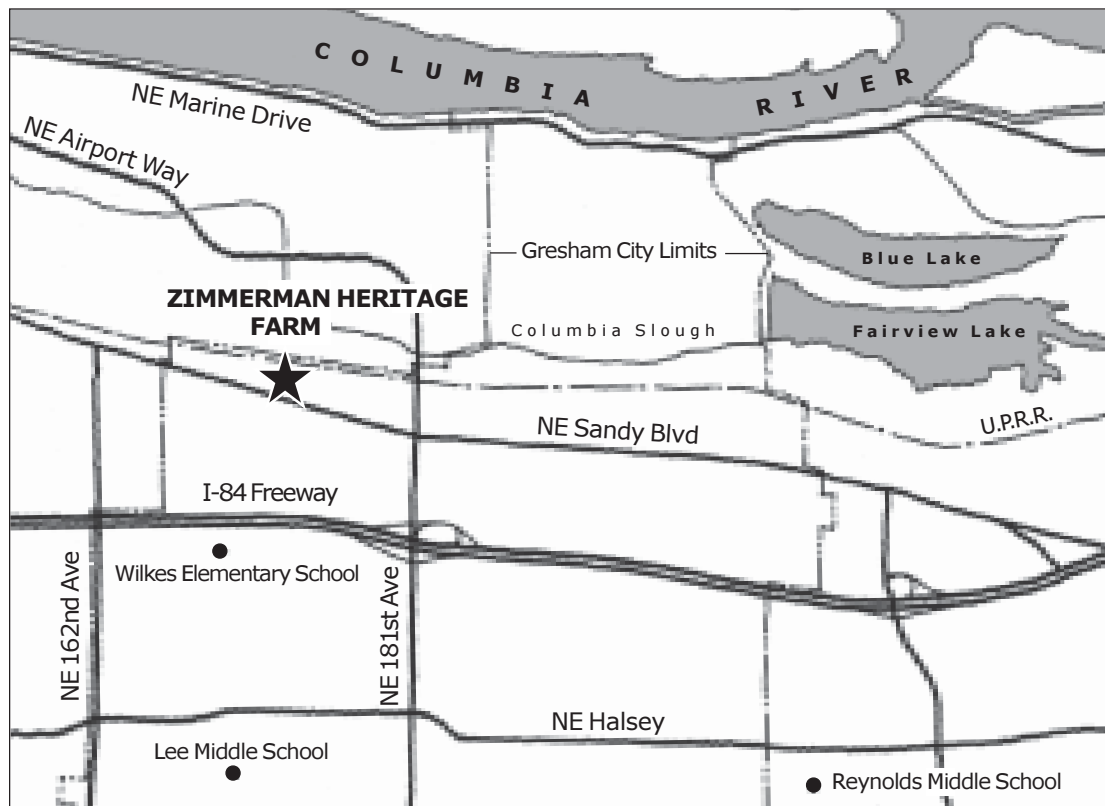 COLUMBIA RIVER
NE Marine Drive
NE Airport Way
Gresham City Limits
Blue Lake
ZIMMERMAN HERITAGE
FARM
Columbia Slough
Fairview Lake
U.P.R.R.
NE Sandy Blvd
I-84 Freeway
Wilkes Elementary School
NE 162nd Ave
NE 181st Ave
NE Halsey
Lee Middle School
Reynolds Middle School